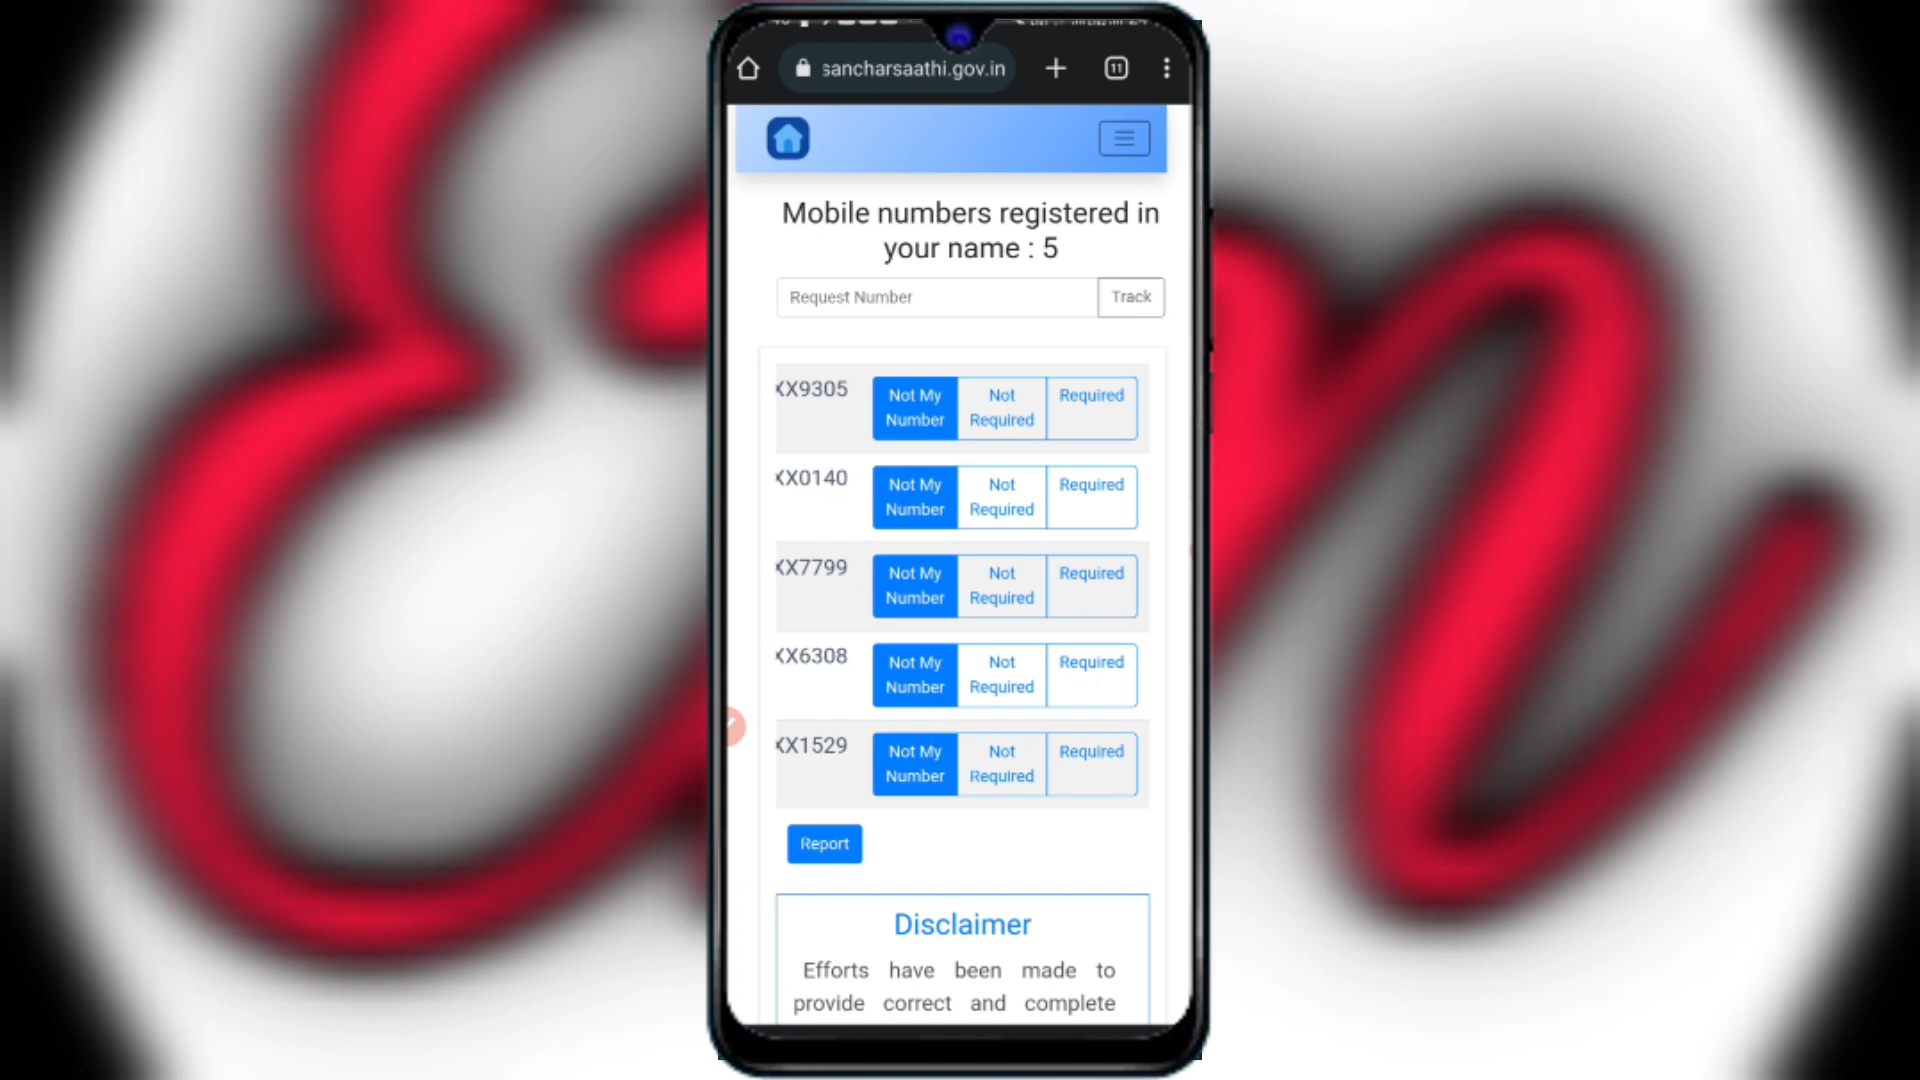 sancharsaathi.gov.in
11
Mobile numbers registered in
your name : 5
Request Number
Track
XX9305
Not My
Number
Not
Required
Required
XX0140
Not My
Number
Not
Required
Required
XX7799
Not My
Number
Not
Required
Required
XX6308
Not My
Number
Not
Required
Required
XX1529
Not My
Number
Not
Required
Required
Report
Disclaimer
Efforts have been made to
provide correct and complete